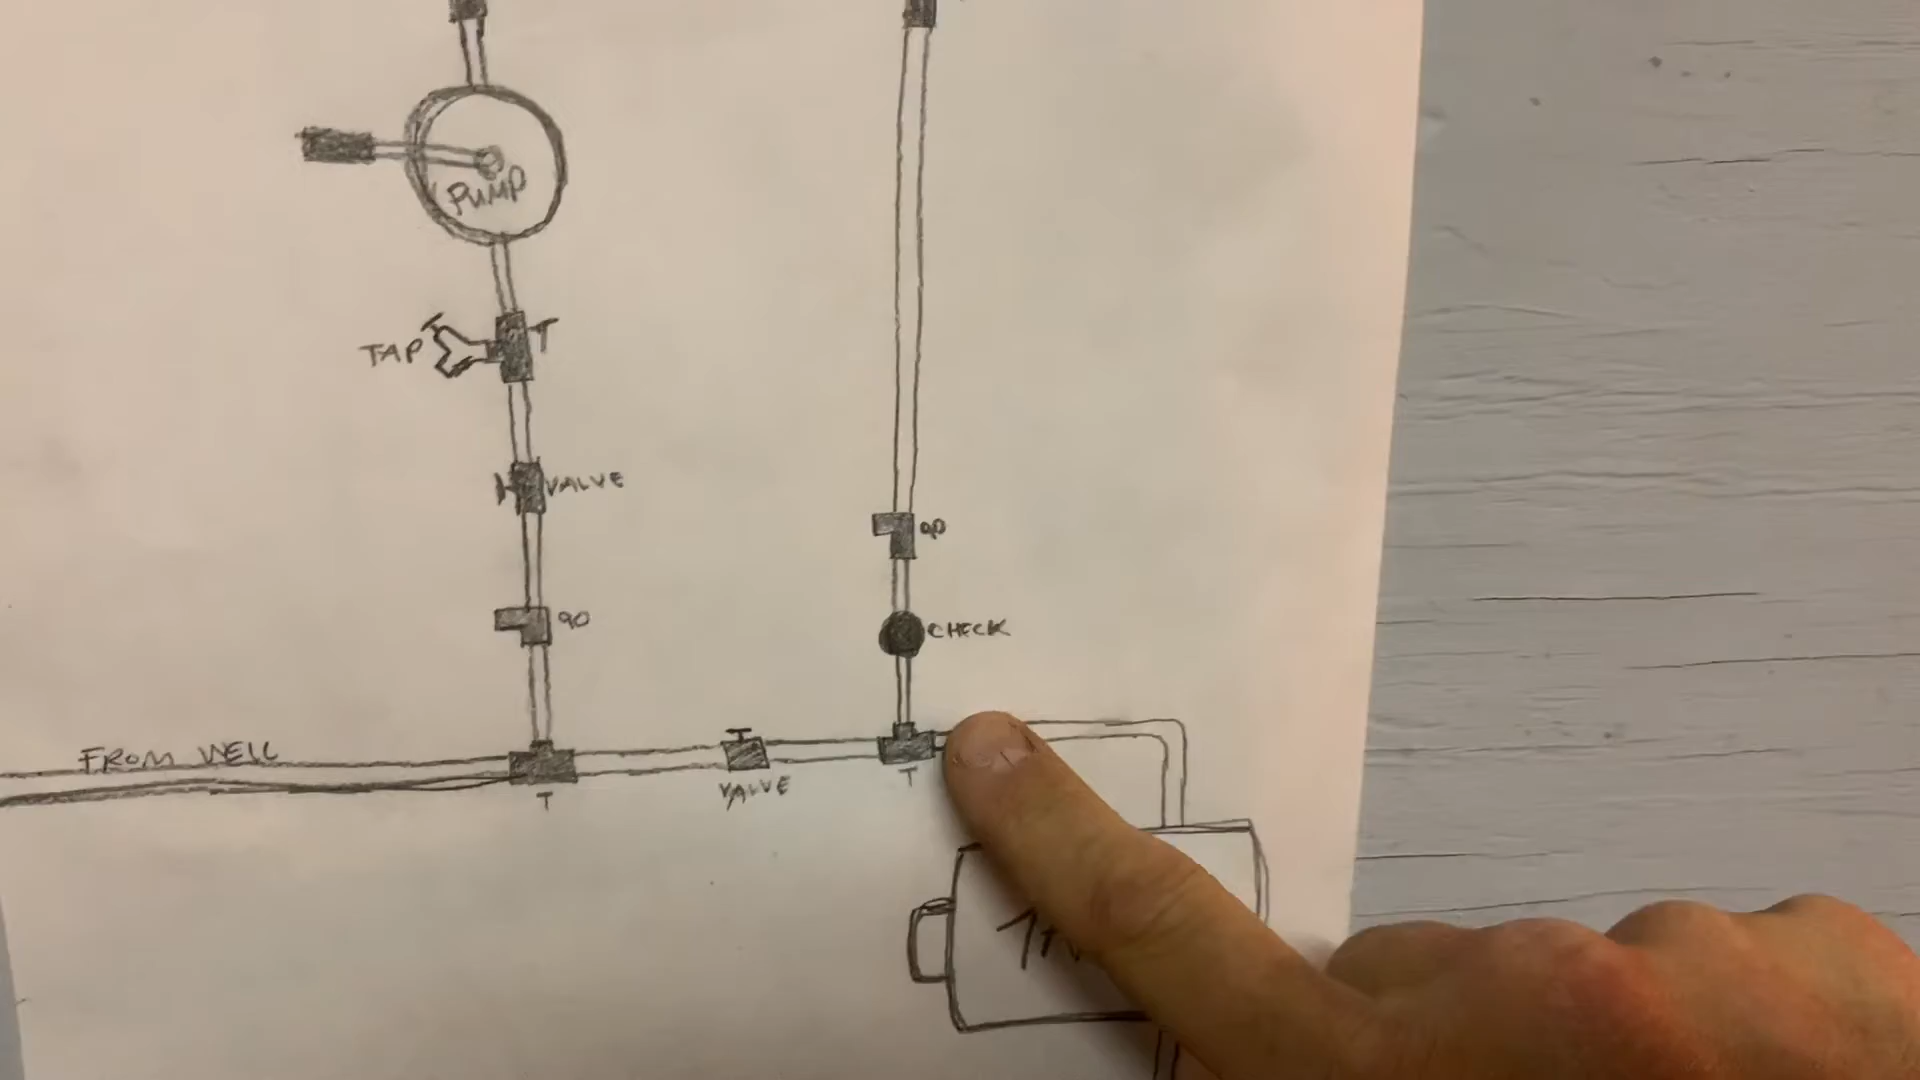 PUMP
TAP
T
VALVE
90
90
CHECK
FROM WELL
T
VALVE
T